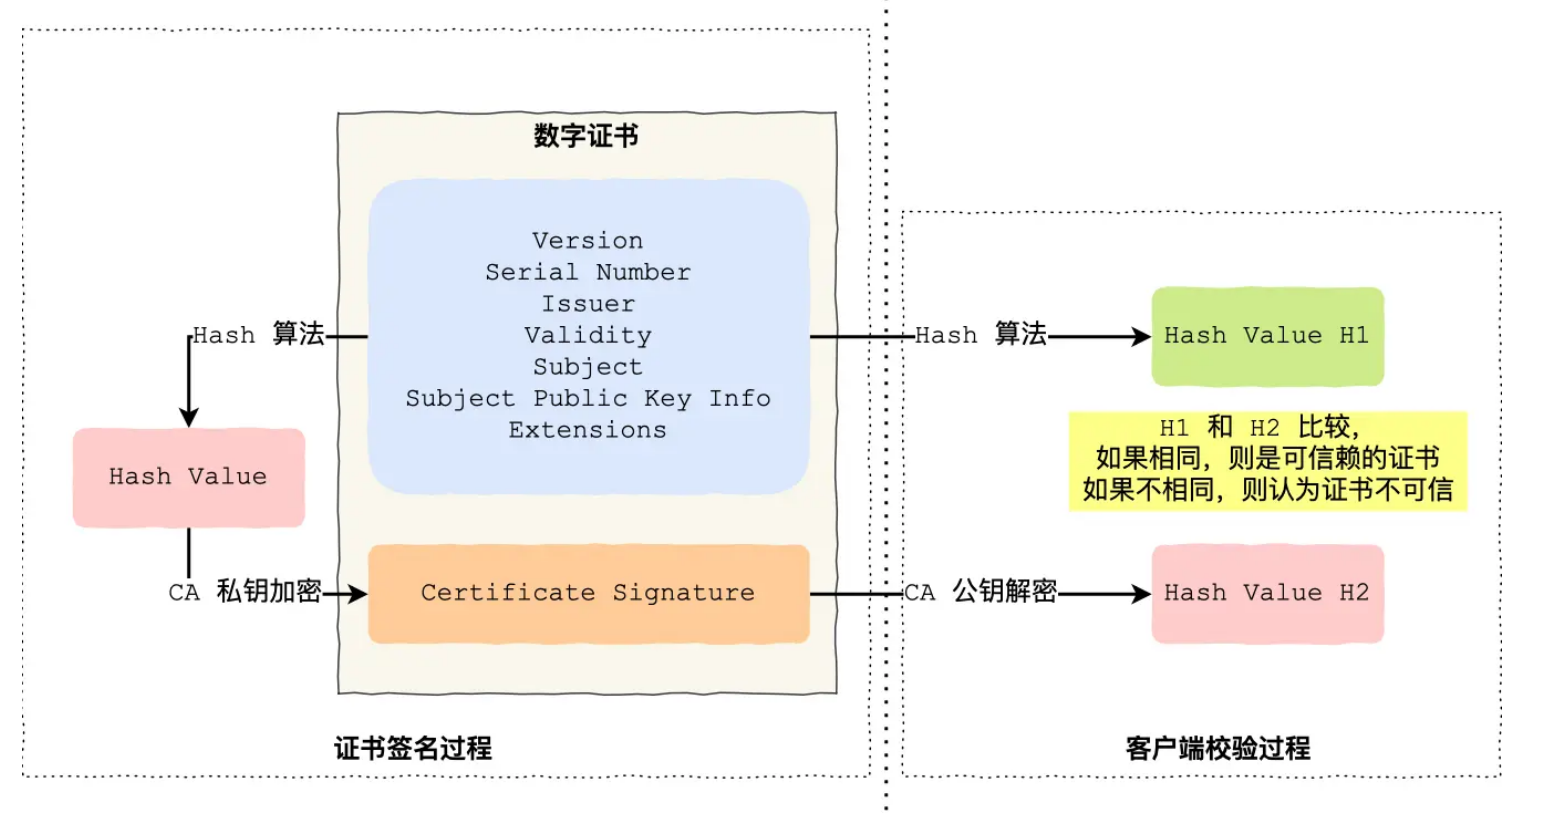 数字证书
Version
Serial Number
Issuer
Validity
Subject
Subject Public Key Info
Extensions
Hash 算法
Hash Value
CA 私钥加密
Certificate Signature
证书签名过程
Hash 算法
Hash Value H1
H1 和 H2 比较,
如果相同，则是可信赖的证书
如果不相同，则认为证书不可信
CA 公钥解密
Hash Value H2
客户端校验过程